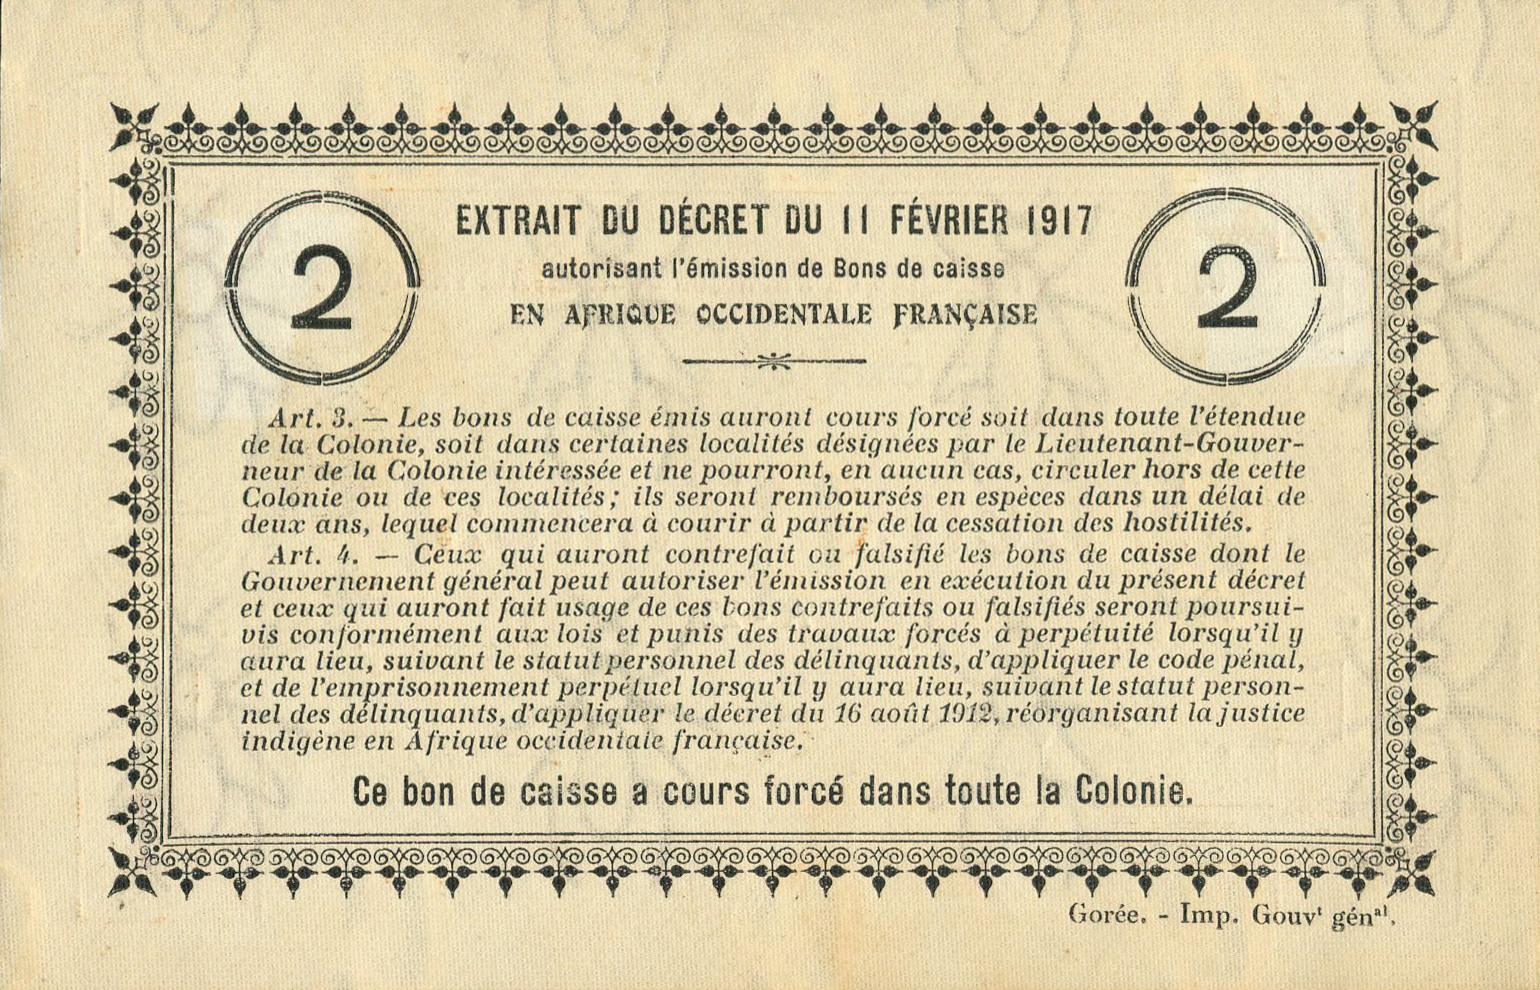 EXTRAIT DU DÉCRET DU 11 FÉVRIER 1917
2
2
autorisant l'émission de Bons de caisse
EN AFRIQUE OCCIDENTALE FRANÇAISE
Art. 3. — Les bons de caisse émis auront cours forcé soit dans toute l'étendue
de la Colonie, soit dans certaines localités désignées par le Lieutenant-Gouver-
neur de la Colonie intéressée et ne pourront, en aucun cas, circuler hors de cette
Colonie ou de ces localités; ils seront remboursés en espèces dans un délai de
deux ans, lequel commencera à courir à partir de la cessation des hostilités.
Art. 4. — Ceux qui auront contrefait ou falsifié les bons de caisse dont le
Gouvernement général peut autoriser l'émission en exécution du présent décret
et ceux qui auront fait usage de ces bons contrefaits ou falsifiés seront poursui-
vis conformément aux lois et punis des travaux forcés à perpétuité lorsqu'il y
aura lieu, suivant le statut personnel des délinquants, d'appliquer le code pénal,
et de l'emprisonnement perpétuel lorsqu'il y aura lieu, suivant le statut person-
nel des délinquants, d'appliquer le décret du 16 août 1912, réorganisant la justice
indigène en Afrique occidentale française.
Ce bon de caisse a cours forcé dans toute la Colonie.
Gorée. - Imp. Gouvᵗ génᵃˡ.